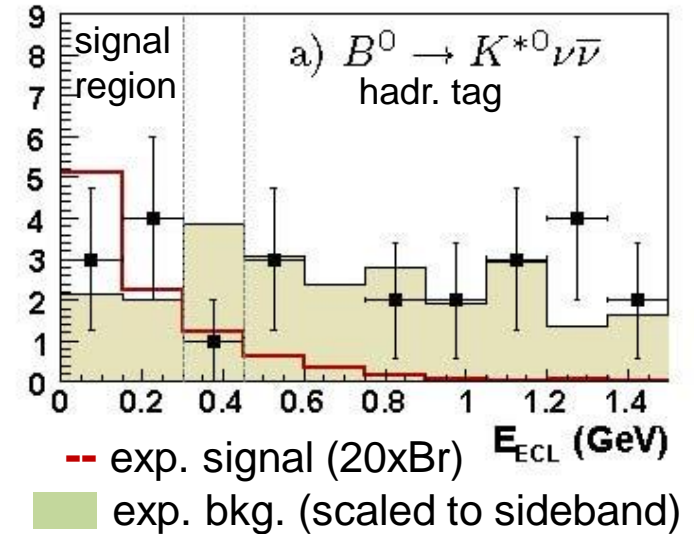 9
8
7
6
5
4
3
2
1
0
signal
region
a) B⁰ → K*⁰νν̅
hadr. tag
0 0.2 0.4 0.6 0.8 1 1.2 1.4
E_ECL (GeV)
-- exp. signal (20xBr)
exp. bkg. (scaled to sideband)